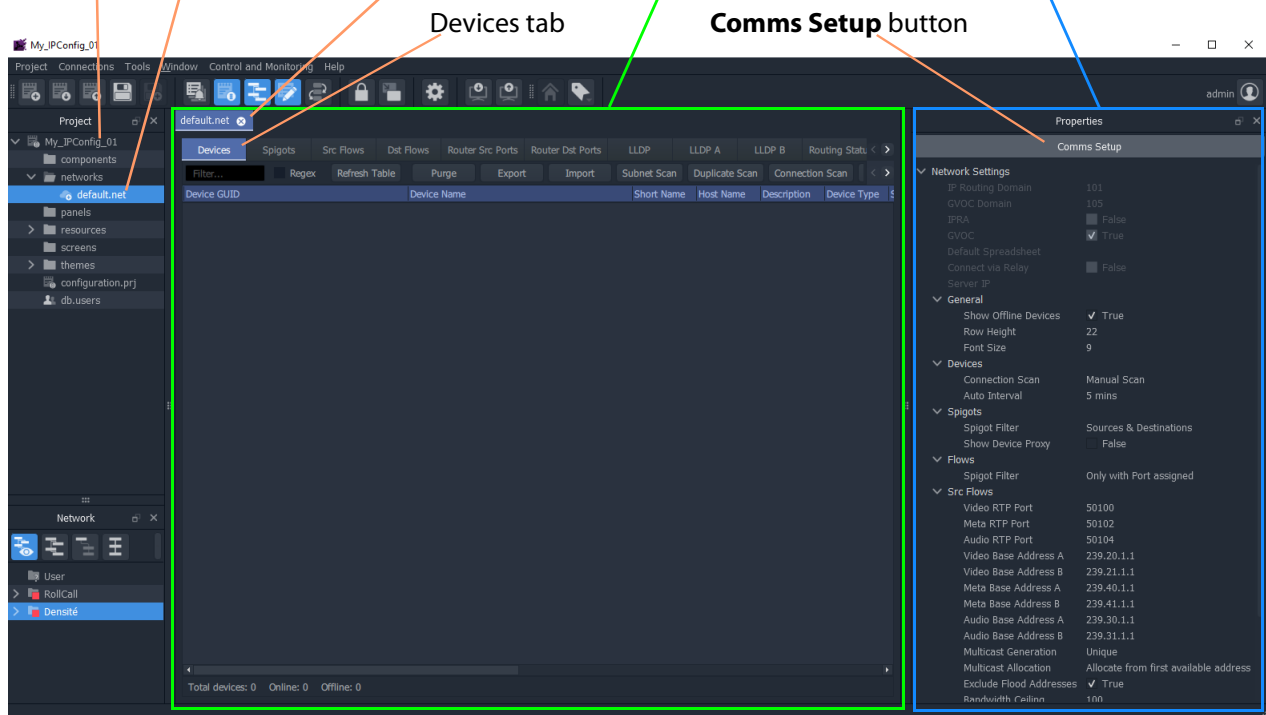 Devices tab
Comms Setup button
My_IPConfig_01
Project Connections Tools Window Control and Monitoring Help
admin
Project
My_IPConfig_01
components
networks
default.net
panels
resources
screens
themes
configuration.prj
db.users
Network
User
RollCall
Densité
default.net
Devices Spigots Src Flows Dst Flows Router Src Ports Router Dst Ports LLDP LLDP A LLDP B Routing Statu
Filter... Regex Refresh Table Purge Export Import Subnet Scan Duplicate Scan Connection Scan
Device GUID Device Name Short Name Host Name Description Device Type S
Total devices: 0 Online: 0 Offline: 0
Properties
Comms Setup
Network Settings
IP Routing Domain 101
GVOC Domain 105
IPRA False
GVOC True
Default Spreadsheet
Connect via Relay False
Server IP
General
Show Offline Devices True
Row Height 22
Font Size 9
Devices
Connection Scan Manual Scan
Auto Interval 5 mins
Spigots
Spigot Filter Sources & Destinations
Show Device Proxy False
Flows
Spigot Filter Only with Port assigned
Src Flows
Video RTP Port 50100
Meta RTP Port 50102
Audio RTP Port 50104
Video Base Address A 239.20.1.1
Video Base Address B 239.21.1.1
Meta Base Address A 239.40.1.1
Meta Base Address B 239.41.1.1
Audio Base Address A 239.30.1.1
Audio Base Address B 239.31.1.1
Multicast Generation Unique
Multicast Allocation Allocate from first available address
Exclude Flood Addresses True
Bandwidth Ceiling 100